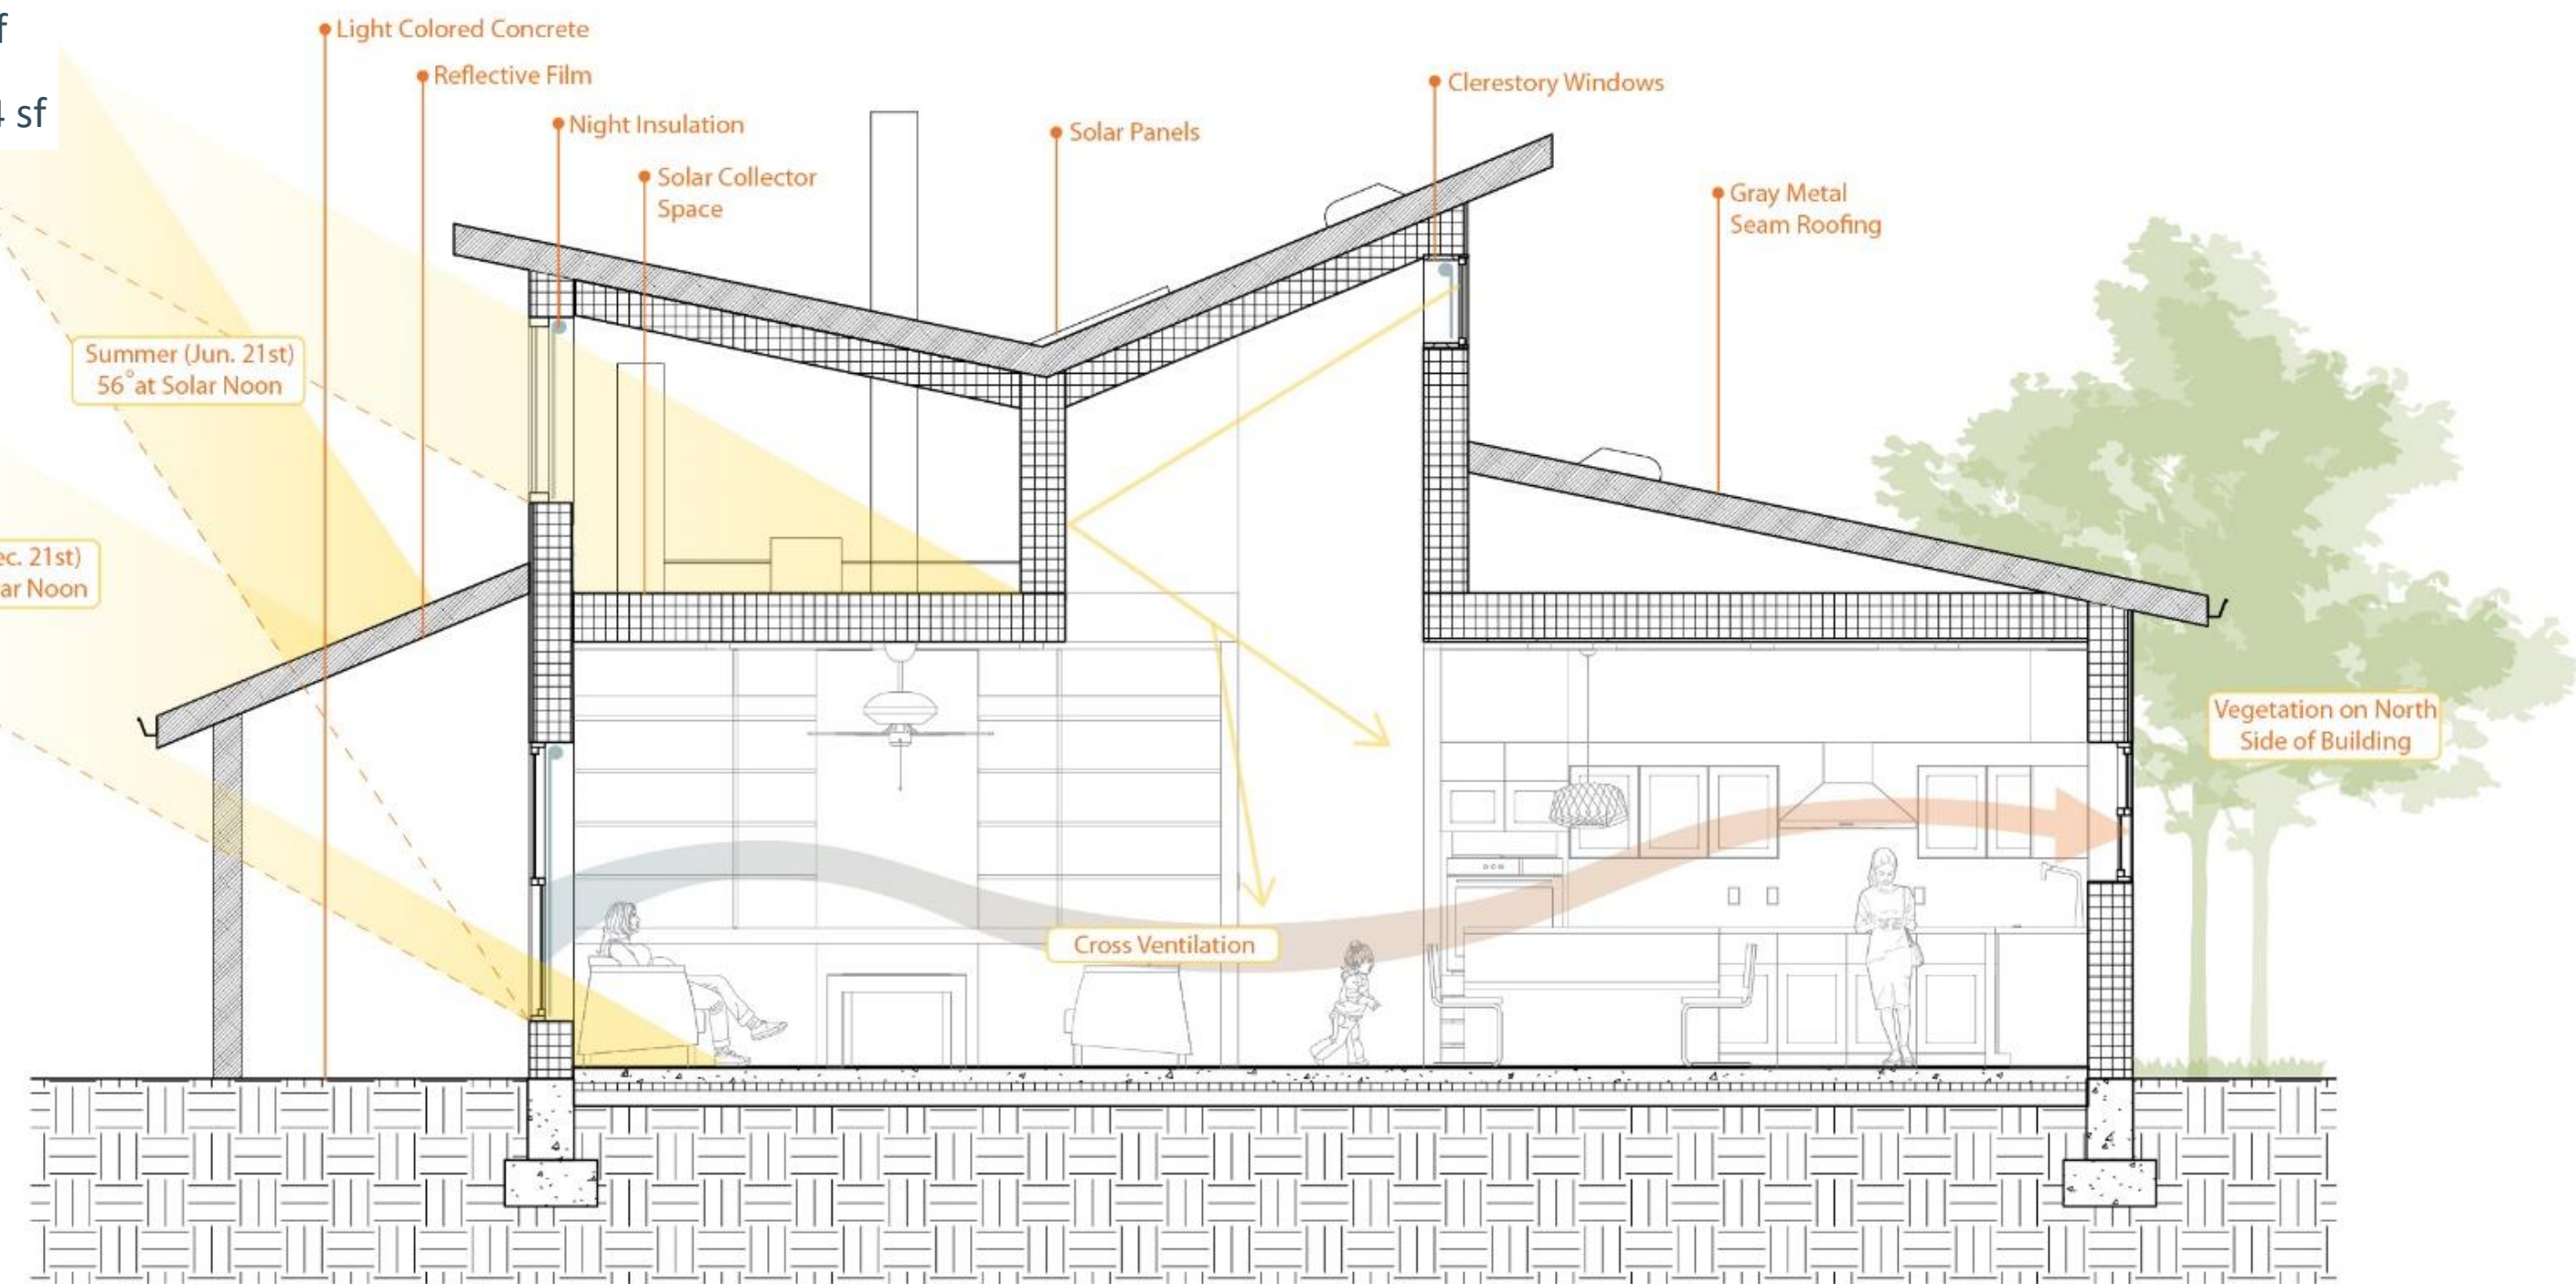 f
4 sf
Light Colored Concrete
Reflective Film
Night Insulation
Solar Collector
Space
Solar Panels
Clerestory Windows
Gray Metal
Seam Roofing
Summer (Jun. 21st)
56° at Solar Noon
ec. 21st)
ar Noon
Vegetation on North
Side of Building
Cross Ventilation